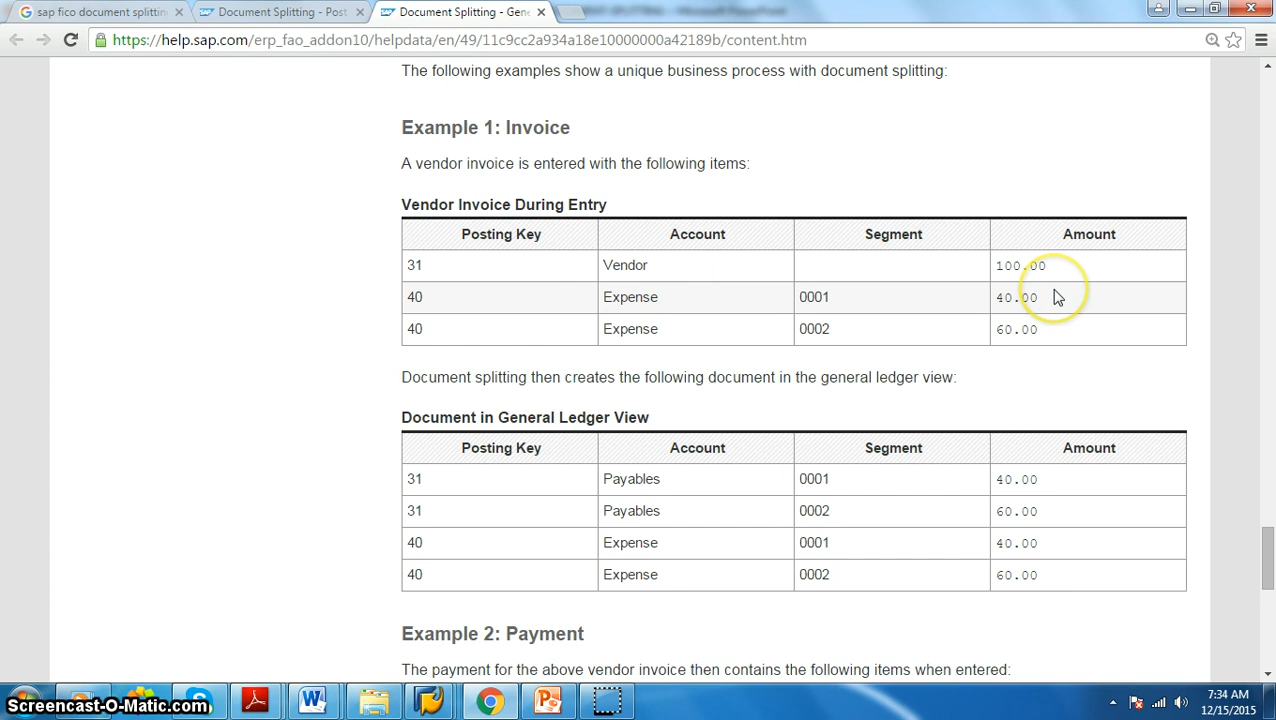 sap fico document splittin
Document Splitting - Post
Document Splitting - Gene
https://help.sap.com/erp_fao_addon10/helpdata/en/49/11c9cc2a934a18e10000000a42189b/content.htm
The following examples show a unique business process with document splitting:
Example 1: Invoice
A vendor invoice is entered with the following items:
Vendor Invoice During Entry
Posting Key Account Segment Amount
31 Vendor 100.00
40 Expense 0001 40.00
40 Expense 0002 60.00
Document splitting then creates the following document in the general ledger view:
Document in General Ledger View
Posting Key Account Segment Amount
31 Payables 0001 40.00
31 Payables 0002 60.00
40 Expense 0001 40.00
40 Expense 0002 60.00
Example 2: Payment
The payment for the above vendor invoice then contains the following items when entered:
Screencast-O-Matic.com
7:34 AM
12/15/2015